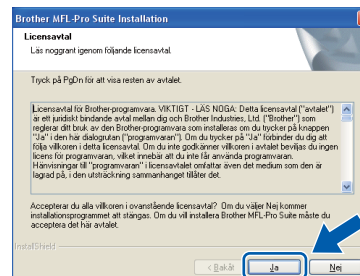 Brother MFL-Pro Suite Installation
Licensavtal
Läs noggrant igenom följande licensavtal.
Tryck på PgDn för att visa resten av avtalet.
Licensavtal för Brother-programvara. VIKTIGT - LÄS NOGA: Detta licensavtal ("avtalet")
är ett juridiskt bindande avtal mellan dig och Brother Industries, Ltd. ("Brother") som
reglerar ditt bruk av den Brother-programvara som installeras om du trycker på knappen
"Ja" i den här dialogrutan ("programvaran"). Om du trycker på "Ja" förbinder du dig att
följa villkoren i detta licensavtal. Om du inte godkänner villkoren i avtalet beviljas du ingen
licens för programvaran, vilket innebär att du inte får använda programvaran.
Hänvisningar till "programvaran" i licensavtalet omfattar även det medium som den är
lagrad på, i den utsträckning sammanhanget tillåter det.
Accepterar du alla villkoren i ovanstående licensavtal? Om du väljer Nej kommer
installationsprogrammet att stängas. Om du vill installera Brother MFL-Pro Suite måste du
acceptera det här avtalet.
InstallShield
< Bakåt Ja Nej